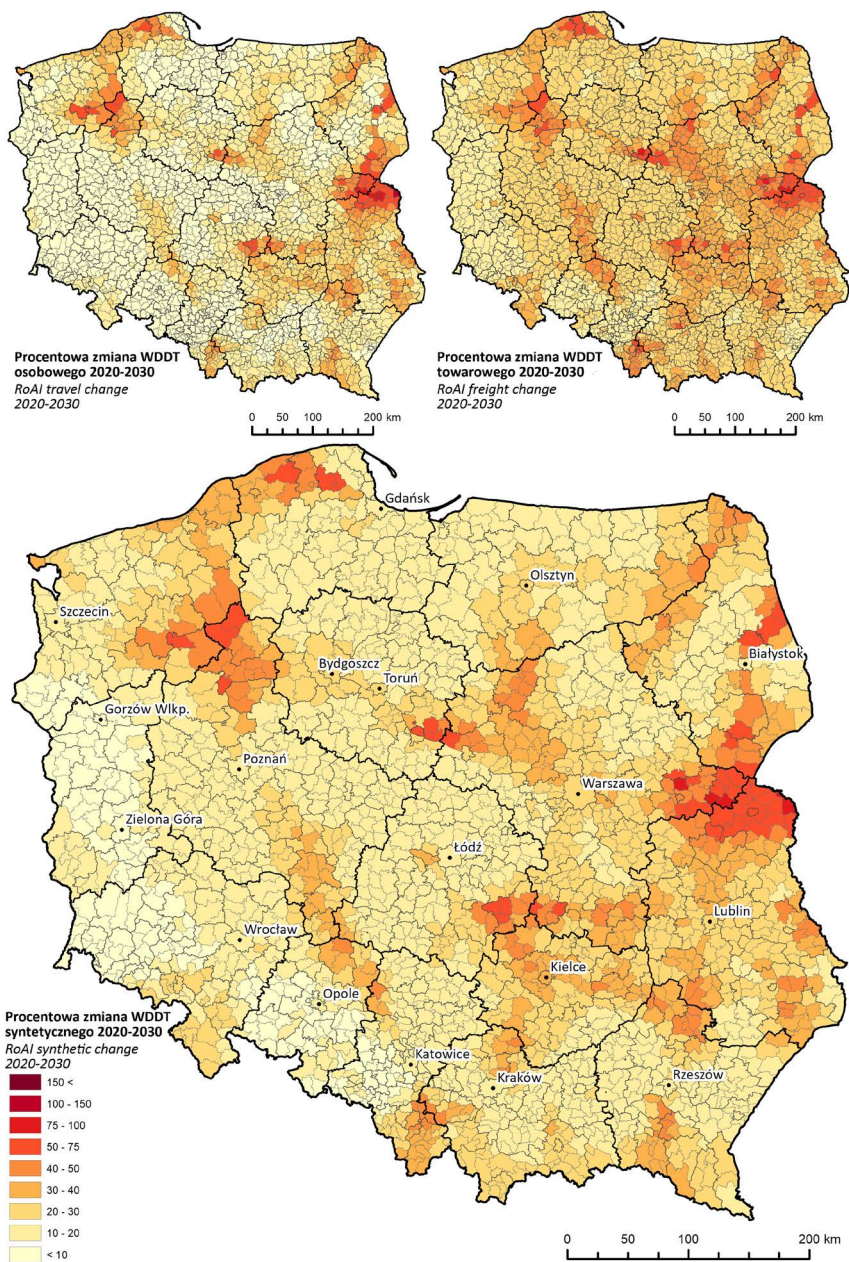 Procentowa zmiana WDDT
osobowego 2020-2030
RoAI travel change
2020-2030
0 50 100 200 km
Procentowa zmiana WDDT
towarowego 2020-2030
RoAI freight change
2020-2030
0 50 100 200 km
Gdańsk
Olsztyn
Szczecin
Białystok
Bydgoszcz
Toruń
Gorzów Wlkp.
Poznań
Warszawa
Zielona Góra
Łódź
Lublin
Wrocław
Kielce
Opole
Katowice
Kraków
Rzeszów
Procentowa zmiana WDDT
syntetycznego 2020-2030
RoAI synthetic change
2020-2030
150 <
100 - 150
75 - 100
50 - 75
40 - 50
30 - 40
20 - 30
10 - 20
< 10
0 50 100 200 km